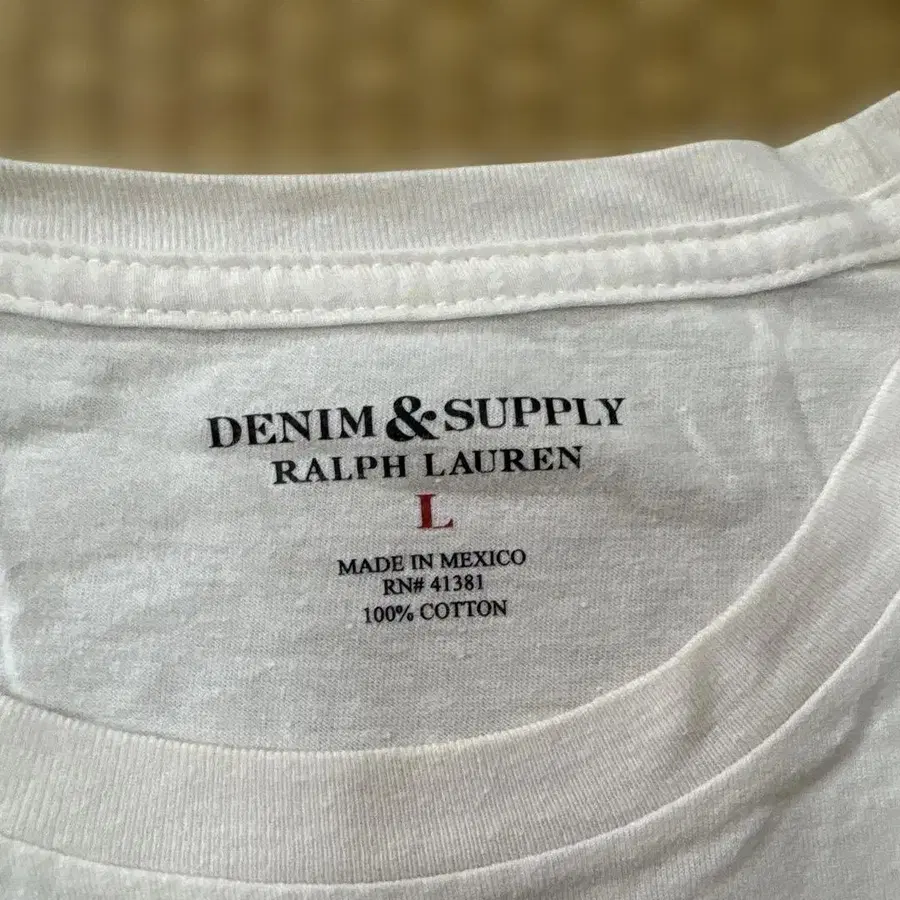 DENIM & SUPPLY
RALPH LAUREN
L
MADE IN MEXICO
RN# 41381
100% COTTON